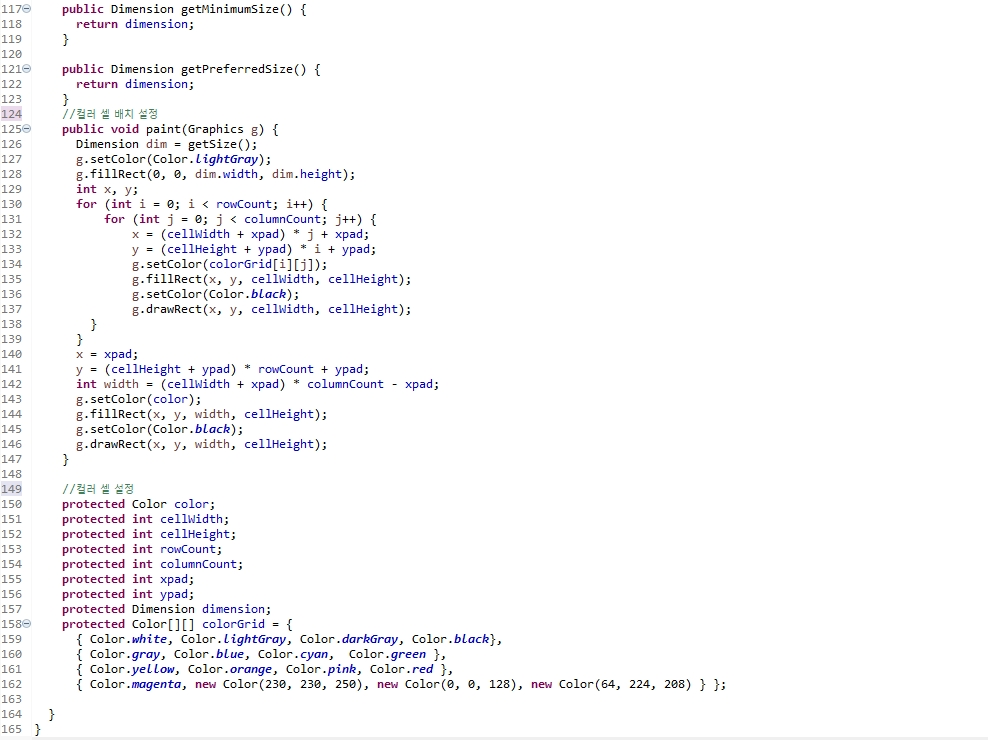 117 public Dimension getMinimumSize() {
118 return dimension;
119 }
120
121 public Dimension getPreferredSize() {
122 return dimension;
123 }
124 //컬러 셀 배치 설정
125 public void paint(Graphics g) {
126 Dimension dim = getSize();
127 g.setColor(Color.lightGray);
128 g.fillRect(0, 0, dim.width, dim.height);
129 int x, y;
130 for (int i = 0; i < rowCount; i++) {
131 for (int j = 0; j < columnCount; j++) {
132 x = (cellWidth + xpad) * j + xpad;
133 y = (cellHeight + ypad) * i + ypad;
134 g.setColor(colorGrid[i][j]);
135 g.fillRect(x, y, cellWidth, cellHeight);
136 g.setColor(Color.black);
137 g.drawRect(x, y, cellWidth, cellHeight);
138 }
139 }
140 x = xpad;
141 y = (cellHeight + ypad) * rowCount + ypad;
142 int width = (cellWidth + xpad) * columnCount - xpad;
143 g.setColor(color);
144 g.fillRect(x, y, width, cellHeight);
145 g.setColor(Color.black);
146 g.drawRect(x, y, width, cellHeight);
147 }
148
149 //컬러 셀 설정
150 protected Color color;
151 protected int cellWidth;
152 protected int cellHeight;
153 protected int rowCount;
154 protected int columnCount;
155 protected int xpad;
156 protected int ypad;
157 protected Dimension dimension;
158 protected Color[][] colorGrid = {
159 { Color.white, Color.lightGray, Color.darkGray, Color.black},
160 { Color.gray, Color.blue, Color.cyan,  Color.green },
161 { Color.yellow, Color.orange, Color.pink, Color.red },
162 { Color.magenta, new Color(230, 230, 250), new Color(0, 0, 128), new Color(64, 224, 208) } };
163
164 }
165 }